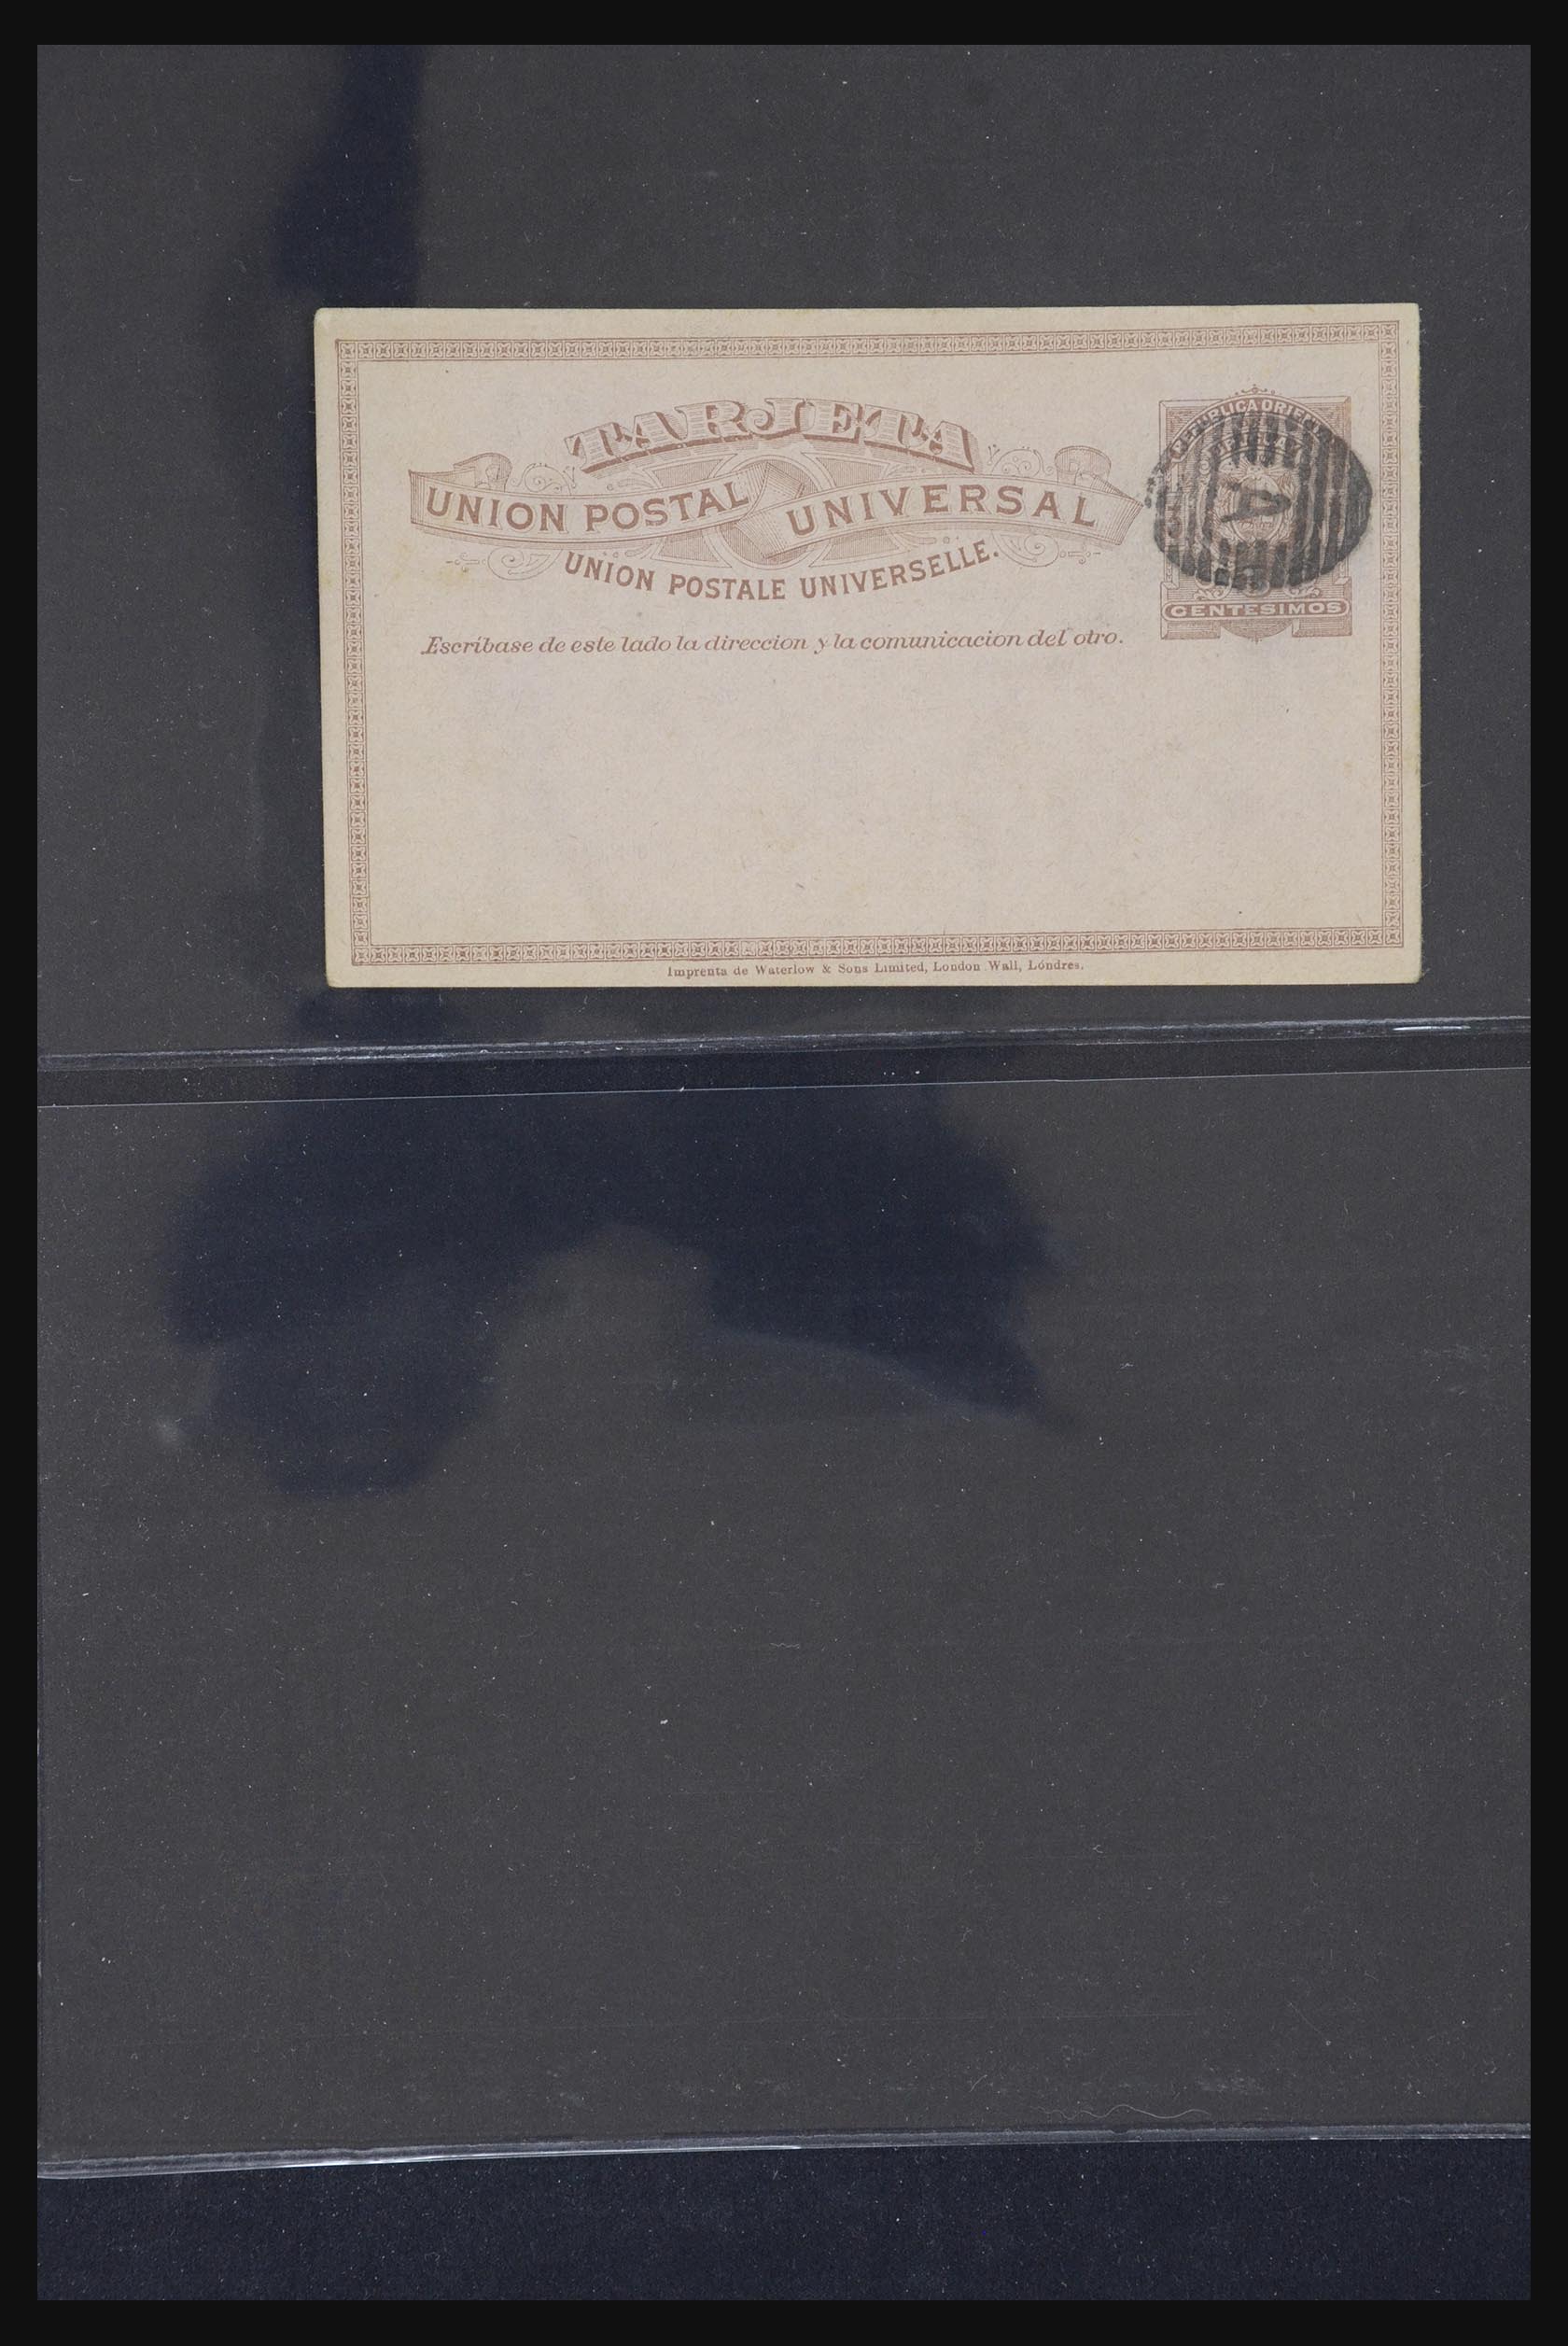 TARJETA
UNION POSTAL UNIVERSAL
UNION POSTALE UNIVERSELLE.
Escríbase de este lado la direccion y la comunicacion del otro.
A
CENTESIMOS
Imprenta de Waterlow & Sons Limited, London Wall, Lóndres.